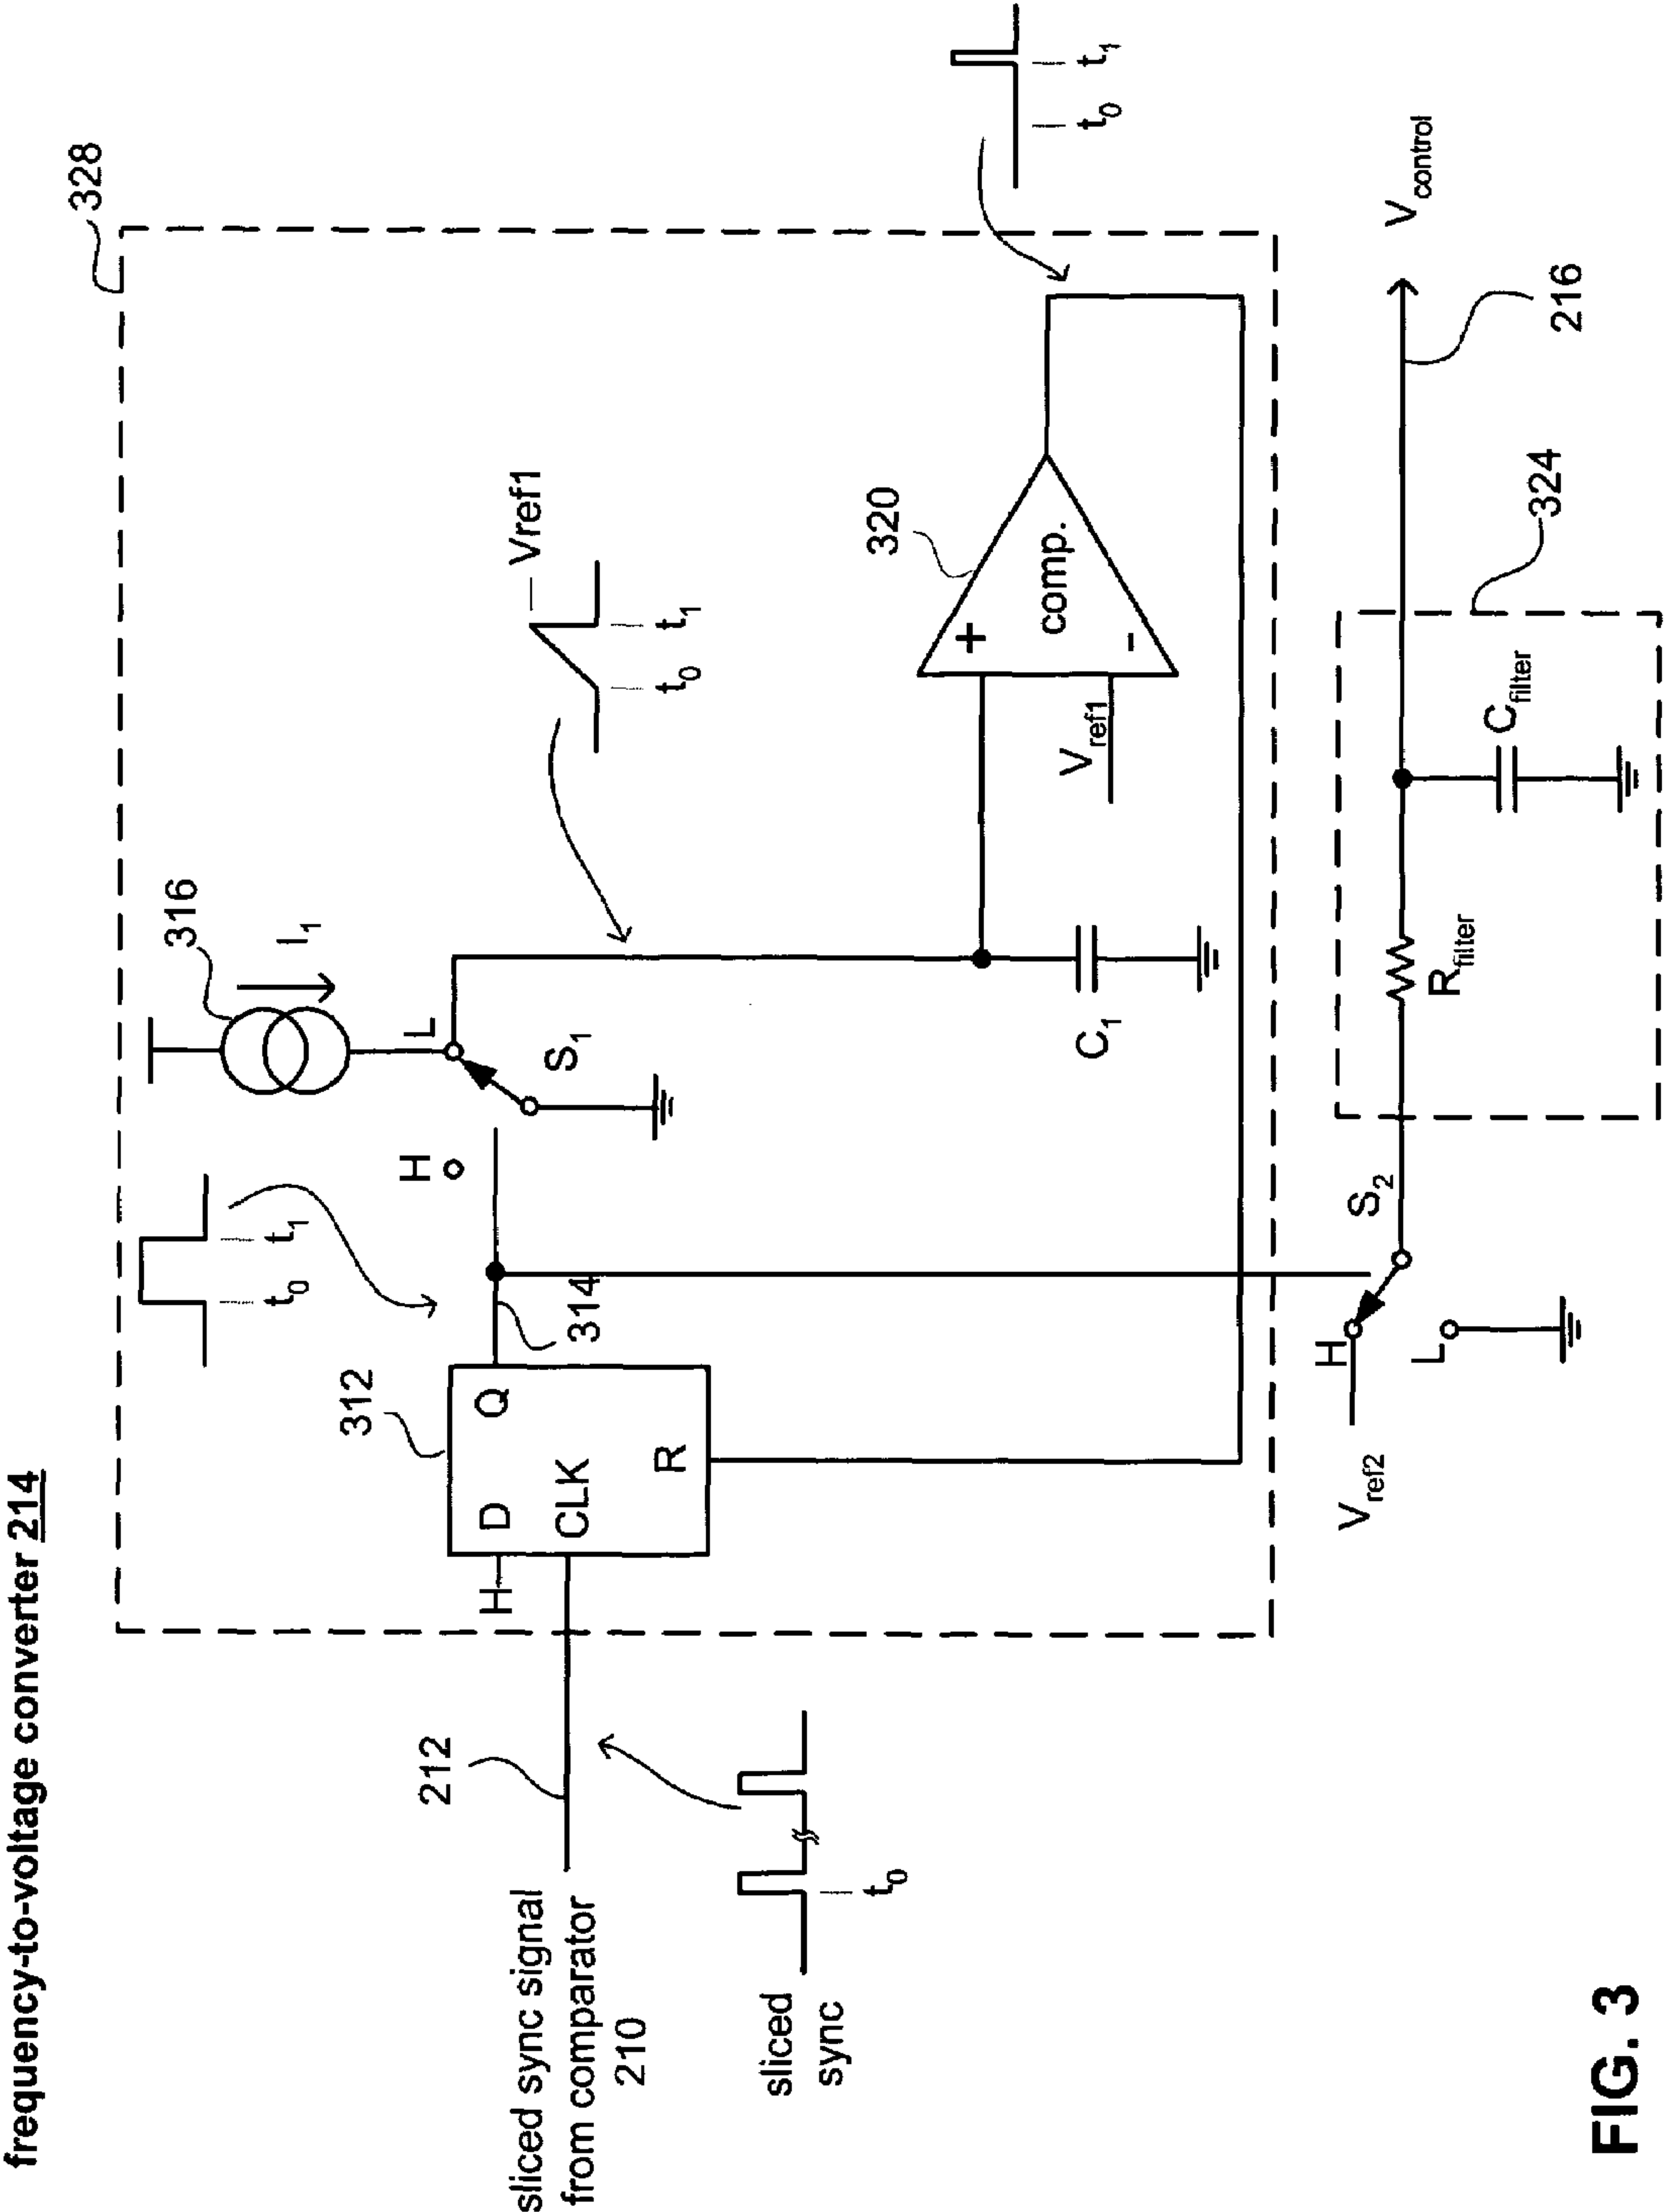 frequency-to-voltage converter 214
328
t₀ t₁
316
I₁
312
H
L
S₁
Vref1
t₀ t₁
H
D
Q
CLK
R
314
212
sliced sync signal
from comparator
210
320
+
comp.
-
Vref1
C₁
t₀ t₁
sliced
sync
t₀
H
L
S₂
Vref2
Rfilter
Cfilter
324
216
Vcontrol
FIG. 3